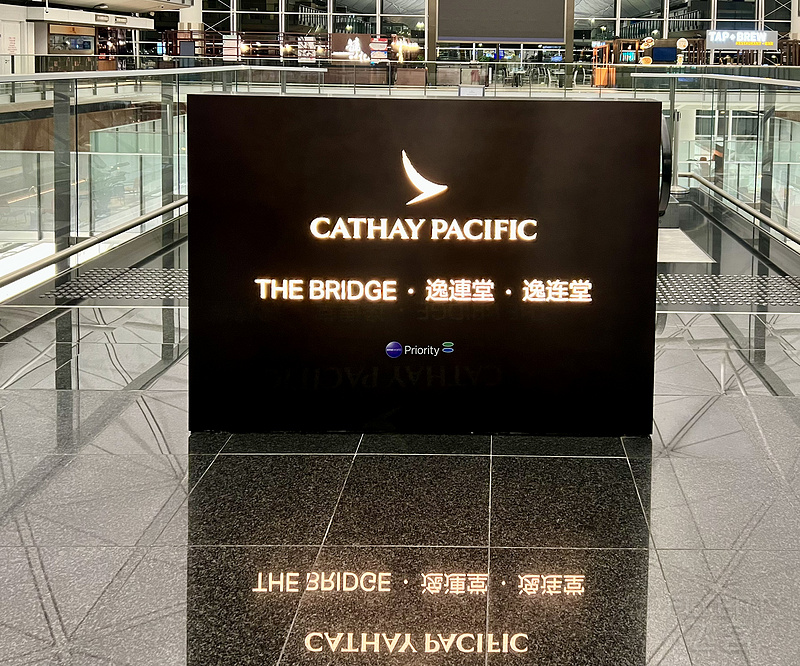 TAP + BREW
CATHAY PACIFIC
THE BRIDGE · 逸連堂 · 逸连堂
Priority